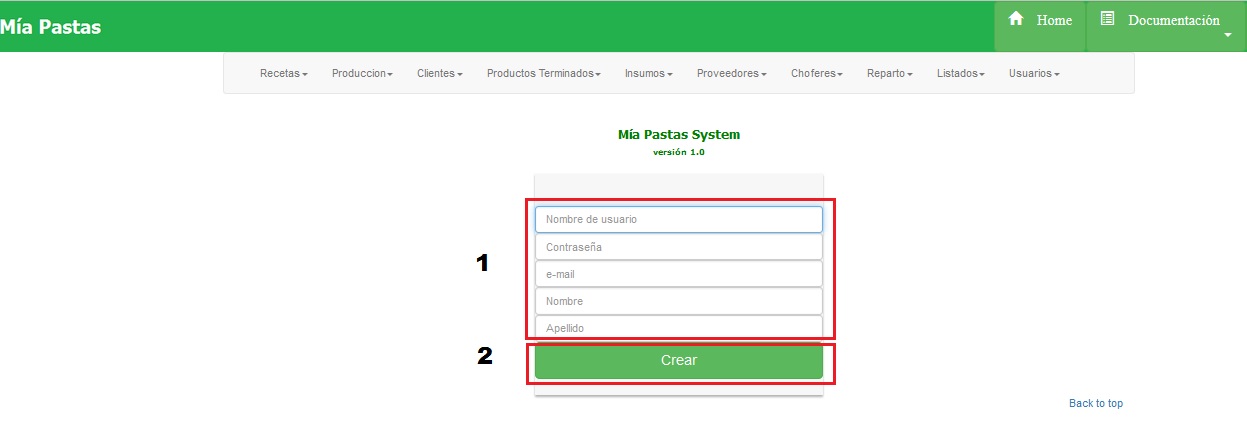 Mía Pastas
Home
Documentación
Recetas Produccion Clientes Productos Terminados Insumos Proveedores Choferes Reparto Listados Usuarios
Mía Pastas System
versión 1.0
Nombre de usuario
Contraseña
1
e-mail
Nombre
Apellido
2
Crear
Back to top